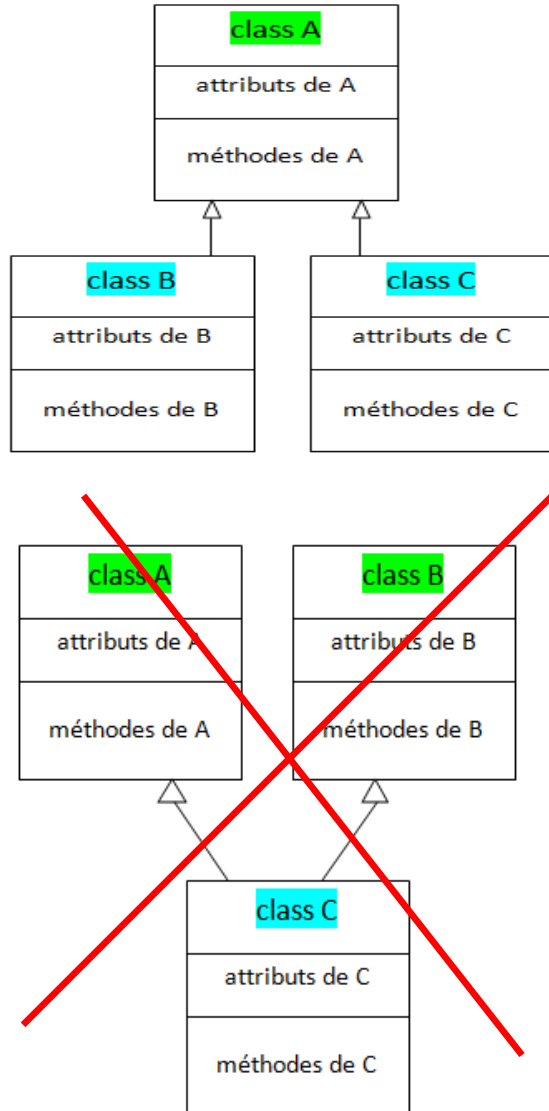 class A
attributs de A
méthodes de A
class B
attributs de B
méthodes de B
class C
attributs de C
méthodes de C
class A
attributs de A
méthodes de A
class B
attributs de B
méthodes de B
class C
attributs de C
méthodes de C